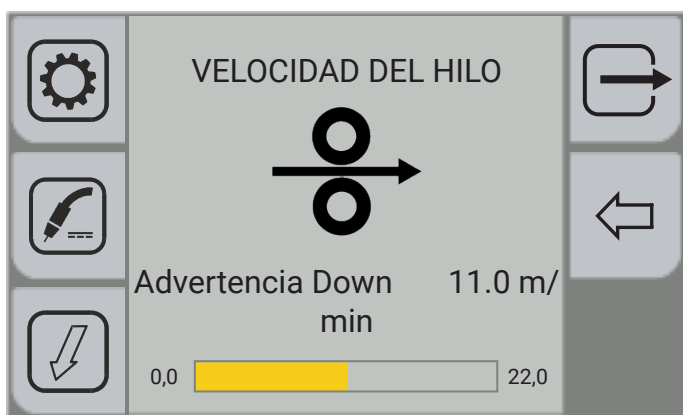 VELOCIDAD DEL HILO
Advertencia Down 11.0 m/
min
0,0 22,0